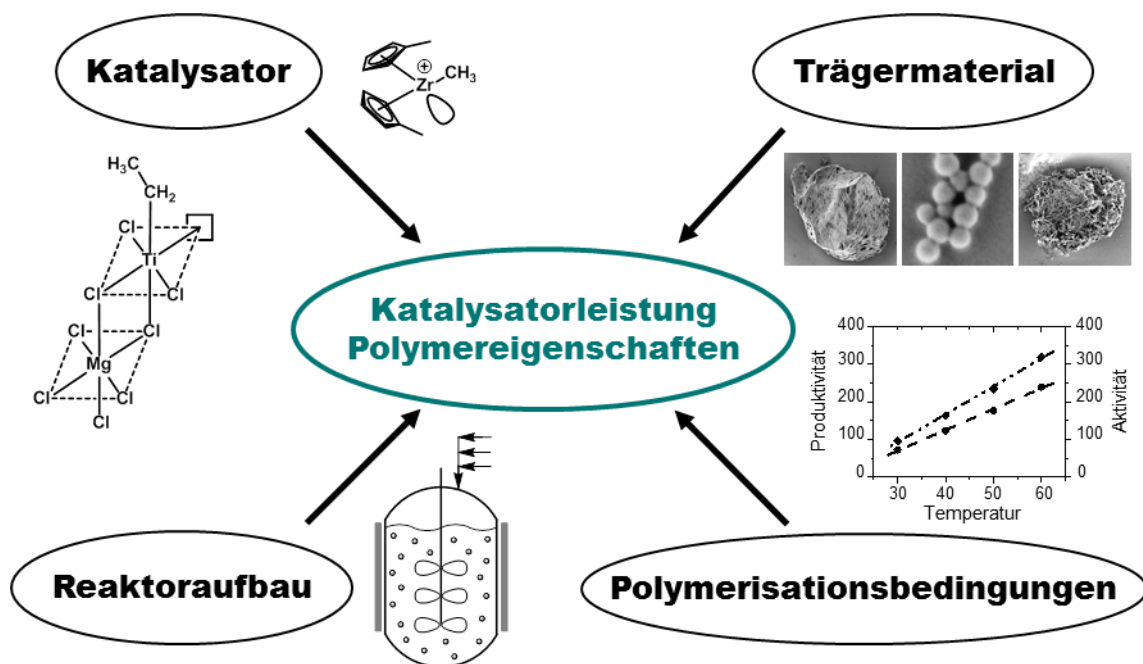 Katalysator
Trägermaterial
⊕
Zr
CH3
H3C
CH2
Cl
Ti
Cl
Cl
Cl
Cl
Mg
Cl
Cl
Cl
Katalysatorleistung
Polymereigenschaften
400
300
200
100
0
Produktivität
400
300
200
100
0
Aktivität
30 40 50 60
Temperatur
Reaktoraufbau
Polymerisationsbedingungen